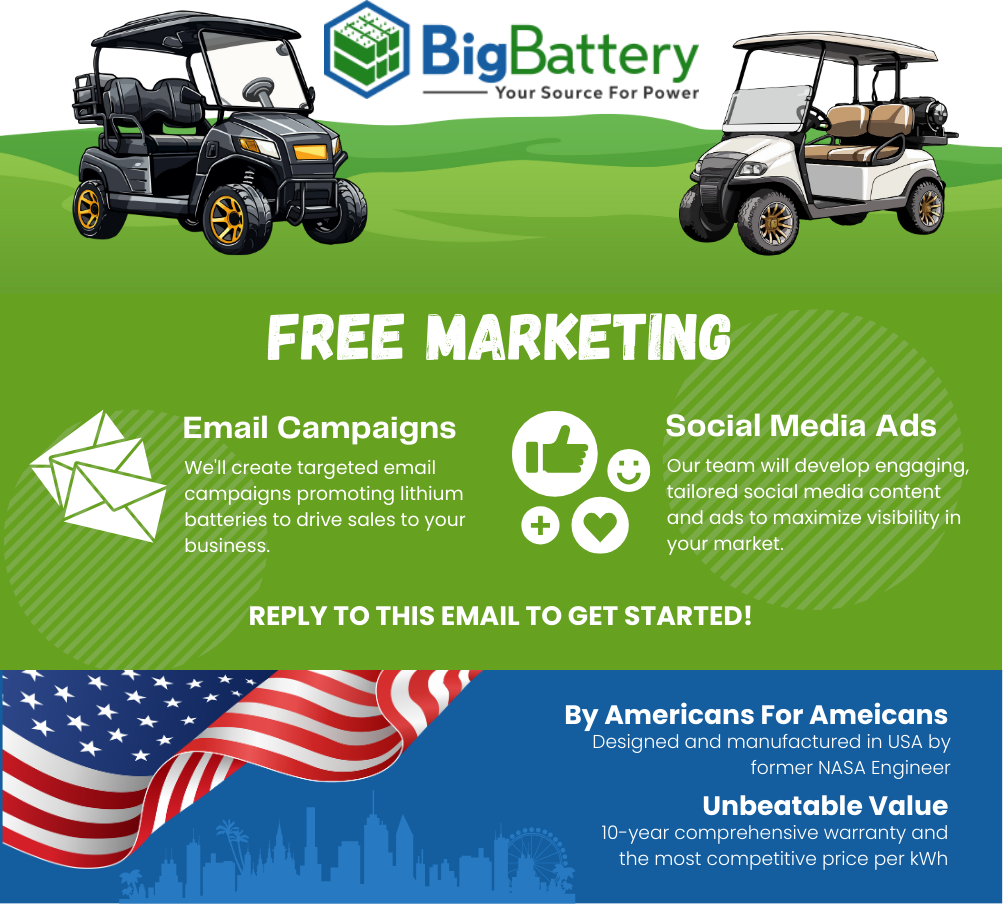 BigBattery
Your Source For Power
FREE MARKETING
Email Campaigns
We'll create targeted email
campaigns promoting lithium
batteries to drive sales to your
business.
Social Media Ads
Our team will develop engaging,
tailored social media content
and ads to maximize visibility in
your market.
REPLY TO THIS EMAIL TO GET STARTED!
By Americans For Ameicans
Designed and manufactured in USA by
former NASA Engineer
Unbeatable Value
10-year comprehensive warranty and
the most competitive price per kWh